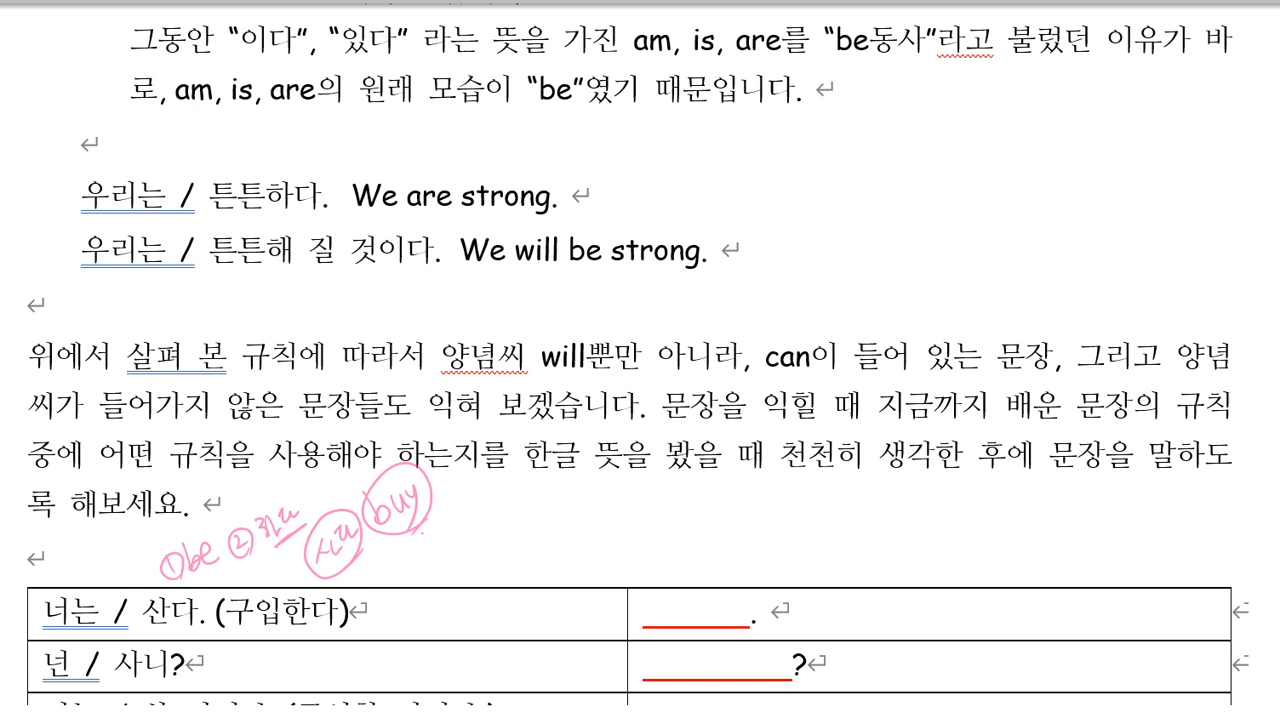 그동안 “이다”, “있다” 라는 뜻을 가진 am, is, are를 “be동사”라고 불렀던 이유가 바
로, am, is, are의 원래 모습이 “be”였기 때문입니다.
우리는 / 튼튼하다. We are strong.
우리는 / 튼튼해 질 것이다. We will be strong.
위에서 살펴 본 규칙에 따라서 양념씨 will뿐만 아니라, can이 들어 있는 문장, 그리고 양념
씨가 들어가지 않은 문장들도 익혀 보겠습니다. 문장을 익힐 때 지금까지 배운 문장의 규칙
중에 어떤 규칙을 사용해야 하는지를 한글 뜻을 봤을 때 천천히 생각한 후에 문장을 말하도
록 해보세요.
①be ② 한다 산다 buy
너는 / 산다. (구입한다) ________.
넌 / 사니? ________?